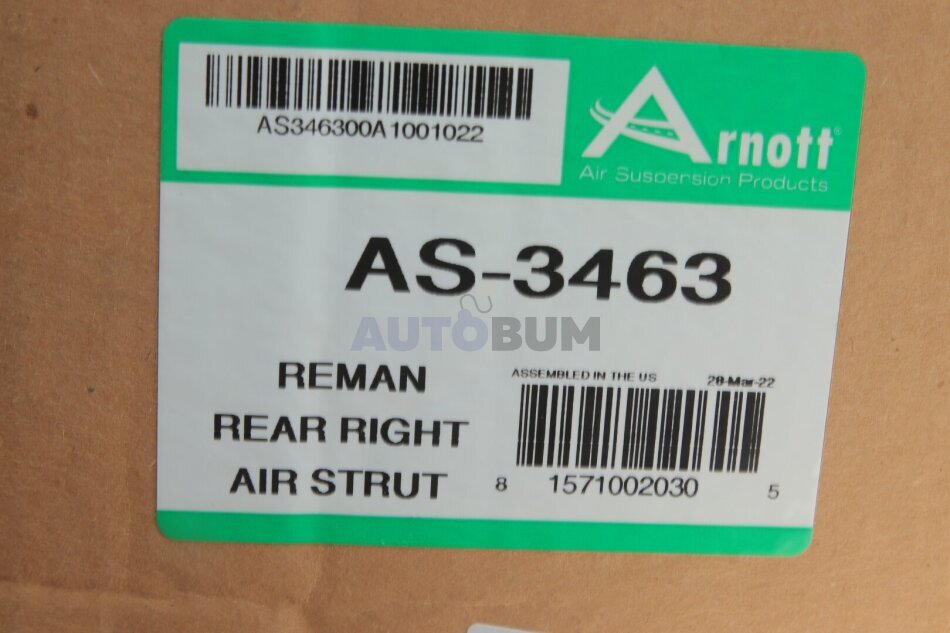 AS346300A1001022
Arnott®
Air Suspension Products
AS-3463
AUTOBUM
REMAN
REAR RIGHT
AIR STRUT
ASSEMBLED IN THE US 28-Mar-22
8 1571002030 5